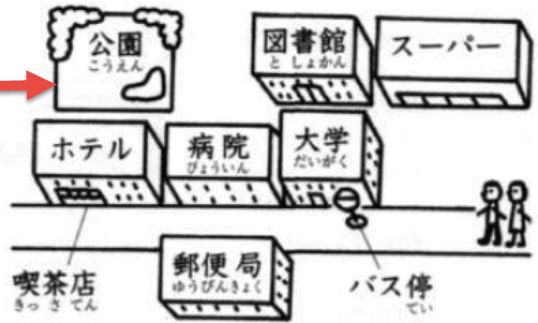 公園
こうえん
図書館
としょかん
スーパー
ホテル
病院
びょういん
大学
だいがく
喫茶店
きっさてん
郵便局
ゆうびんきょく
バス停
てい